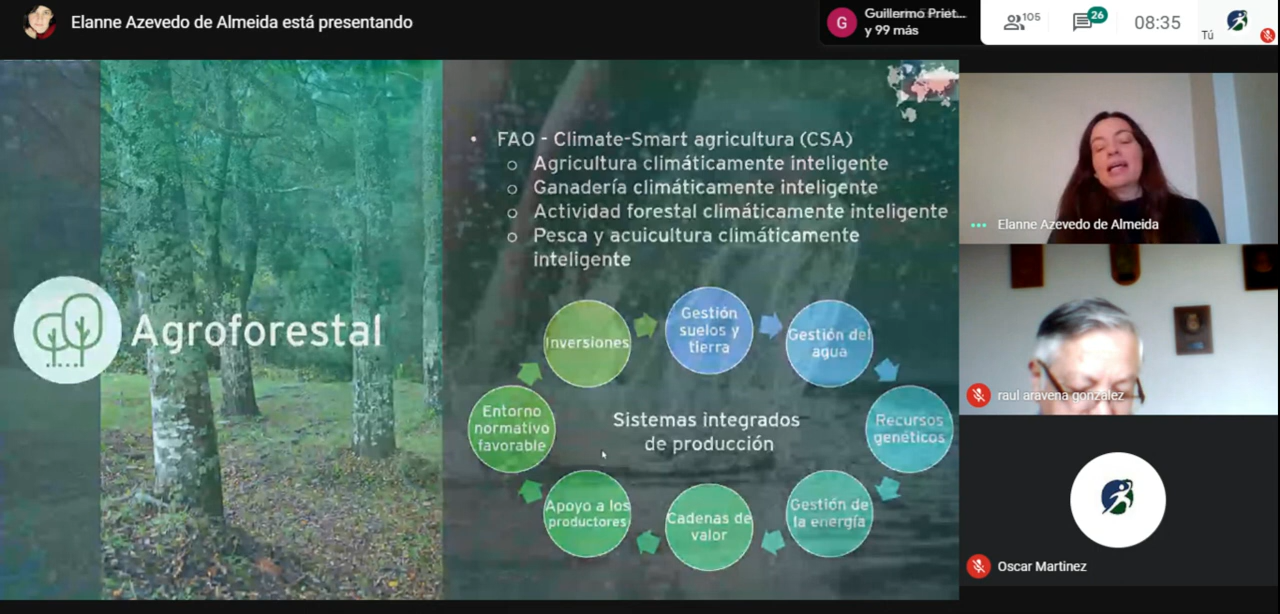 Elanne Azevedo de Almeida está presentando
G
Guillermo Priet...
y 99 más
105
26
08:35
Tú
Agroforestal
• FAO - Climate-Smart agricultura (CSA)
o Agricultura climáticamente inteligente
o Ganadería climáticamente inteligente
o Actividad forestal climáticamente inteligente
o Pesca y acuicultura climáticamente
inteligente
Inversiones
Gestión
suelos y
tierra
Gestión del
agua
Recursos
genéticos
Gestión de
la energía
Cadenas de
valor
Apoyo a los
productores
Entorno
normativo
favorable
Sistemas integrados
de producción
Elanne Azevedo de Almeida
raul aravena gonzalez
Oscar Martinez